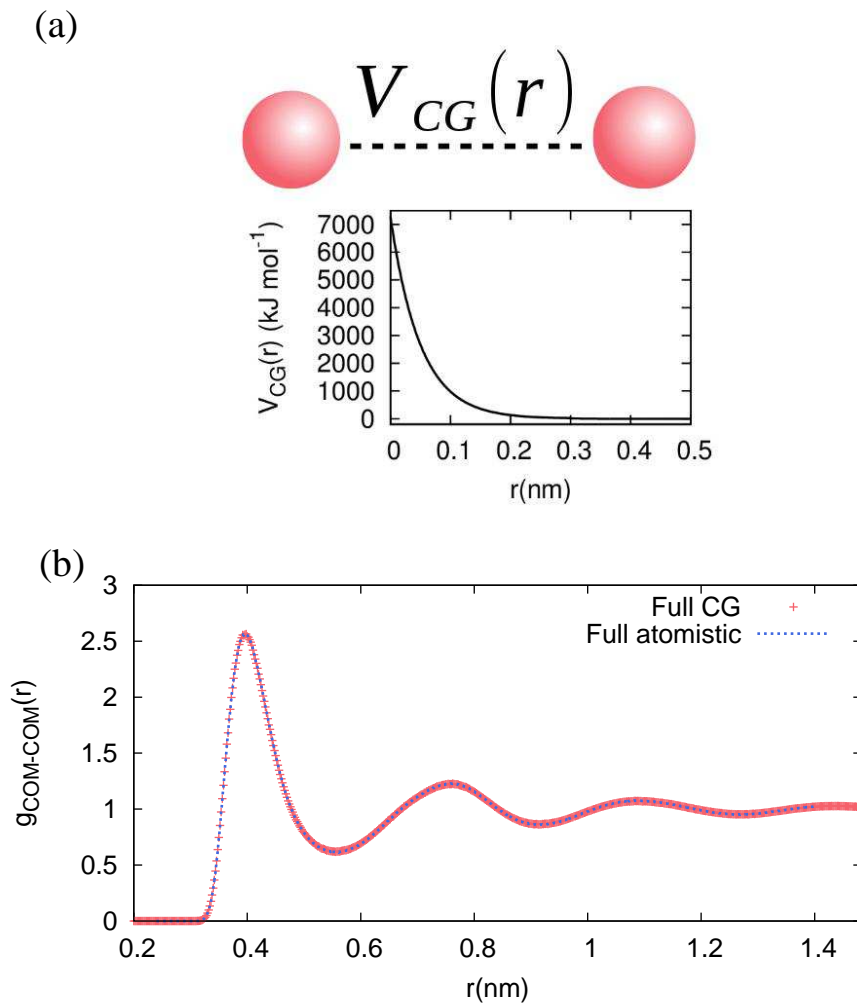 (a)
V_CG(r)
V_CG(r) (kJ mol⁻¹)
7000
6000
5000
4000
3000
2000
1000
0
0 0.1 0.2 0.3 0.4 0.5
r(nm)
(b)
Full CG
Full atomistic
g_COM-COM(r)
3
2.5
2
1.5
1
0.5
0
0.2 0.4 0.6 0.8 1 1.2 1.4
r(nm)